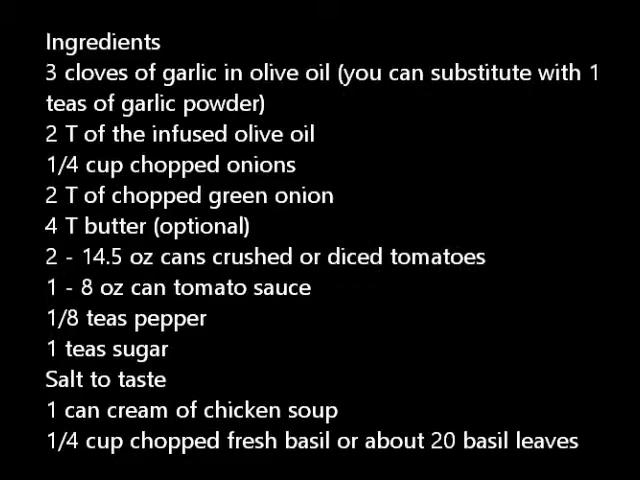 Ingredients
3 cloves of garlic in olive oil (you can substitute with 1
teas of garlic powder)
2 T of the infused olive oil
1/4 cup chopped onions
2 T of chopped green onion
4 T butter (optional)
2 - 14.5 oz cans crushed or diced tomatoes
1 - 8 oz can tomato sauce
1/8 teas pepper
1 teas sugar
Salt to taste
1 can cream of chicken soup
1/4 cup chopped fresh basil or about 20 basil leaves